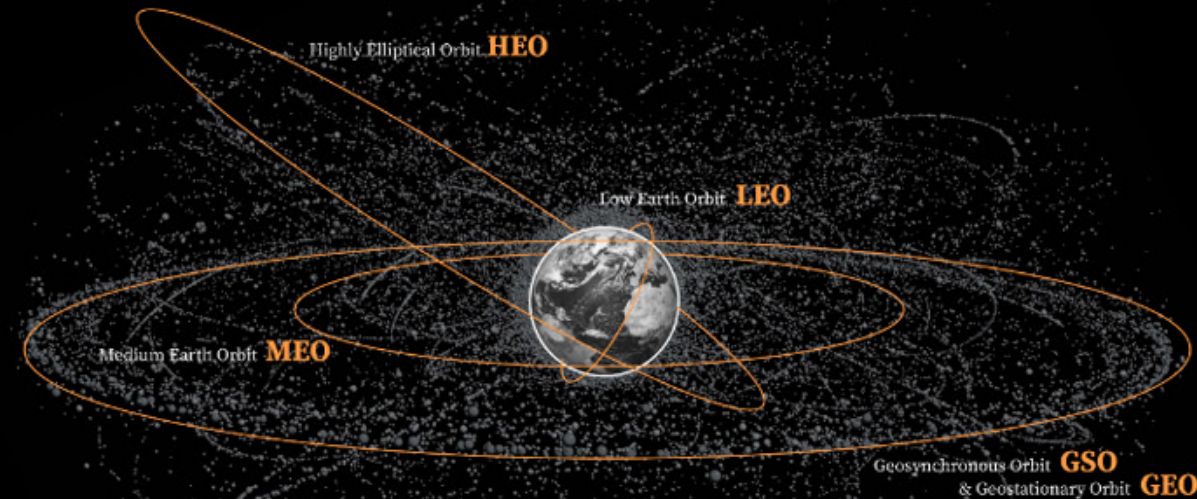 Highly Elliptical Orbit HEO
Low Earth Orbit LEO
Medium Earth Orbit MEO
Geosynchronous Orbit GSO
& Geostationary Orbit GEO